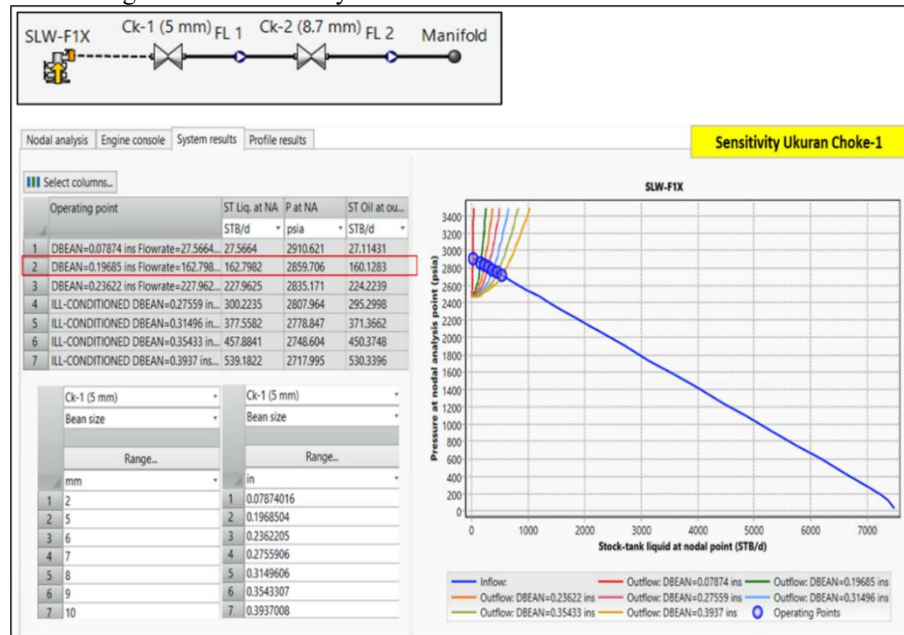 SLW-F1X Ck-1 (5 mm) FL 1 Ck-2 (8.7 mm) FL 2 Manifold
Nodal analysis Engine console System results Profile results
Sensitivity Ukuran Choke-1
Select columns...
Operating point ST Liq. at NA P at NA ST Oil at ou...
STB/d psia STB/d
1 DBEAN=0.07874 ins Flowrate=27.5664... 27.5664 2910.621 27.11431
2 DBEAN=0.19685 ins Flowrate=162.798... 162.7982 2859.706 160.1283
3 DBEAN=0.23622 ins Flowrate=227.962... 227.9625 2835.171 224.2239
4 ILL-CONDITIONED DBEAN=0.27559 in... 300.2235 2807.964 295.2998
5 ILL-CONDITIONED DBEAN=0.31496 in... 377.5582 2778.847 371.3662
6 ILL-CONDITIONED DBEAN=0.35433 in... 457.8841 2748.604 450.3748
7 ILL-CONDITIONED DBEAN=0.3937 ins... 539.1822 2717.995 530.3396
Ck-1 (5 mm) Ck-1 (5 mm)
Bean size Bean size
Range... Range...
mm in
1 2 1 0.07874016
2 5 2 0.1968504
3 6 3 0.2362205
4 7 4 0.2755906
5 8 5 0.3149606
6 9 6 0.3543307
7 10 7 0.3937008
SLW-F1X
Pressure at nodal analysis point (psia)
3400
3200
3000
2800
2600
2400
2200
2000
1800
1600
1400
1200
1000
800
600
400
200
0
0 1000 2000 3000 4000 5000 6000 7000
Stock-tank liquid at nodal point (STB/d)
Inflow: Outflow: DBEAN=0.07874 ins Outflow: DBEAN=0.19685 ins
Outflow: DBEAN=0.23622 ins Outflow: DBEAN=0.27559 ins Outflow: DBEAN=0.31496 ins
Outflow: DBEAN=0.35433 ins Outflow: DBEAN=0.3937 ins Operating Points